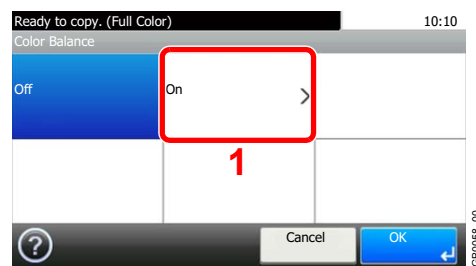 Ready to copy. (Full Color) 10:10
Color Balance
Off On
1
? Cancel OK